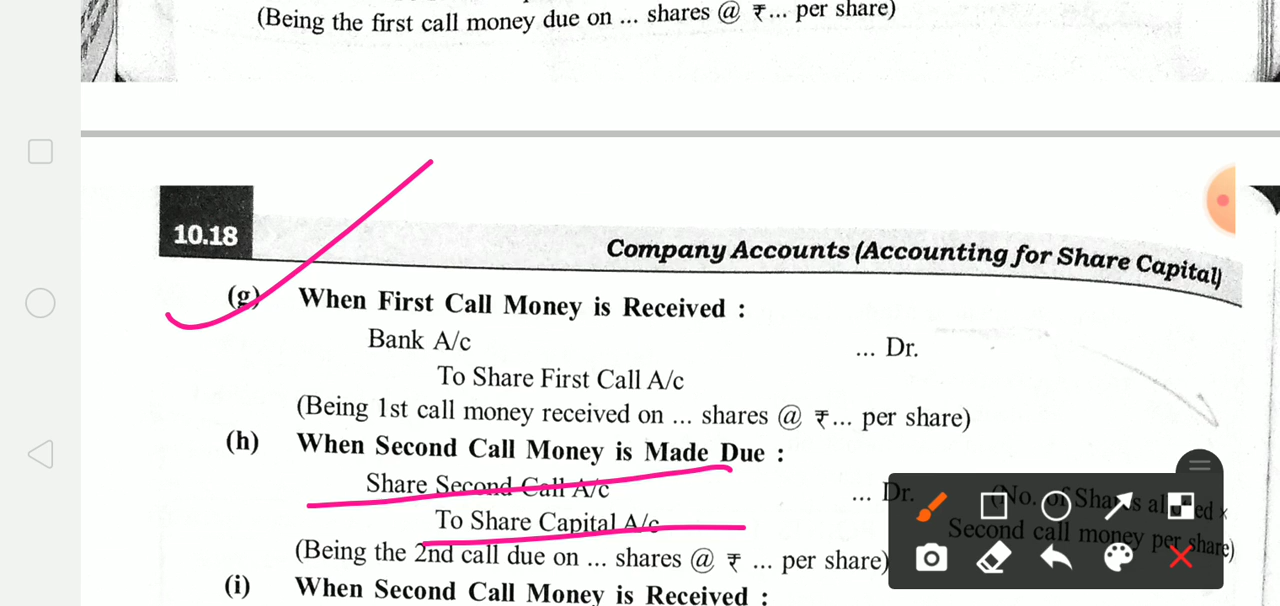 (Being the first call money due on ... shares @ ₹... per share)
10.18
Company Accounts (Accounting for Share Capital)
(g) When First Call Money is Received :
Bank A/c ... Dr.
To Share First Call A/c
(Being 1st call money received on ... shares @ ₹... per share)
(h) When Second Call Money is Made Due :
Share Second Call A/c ... Dr. (No. of Shares
To Share Capital A/c Second call money per share)
(Being the 2nd call due on ... shares @ ₹ ... per share)
(i) When Second Call Money is Received :